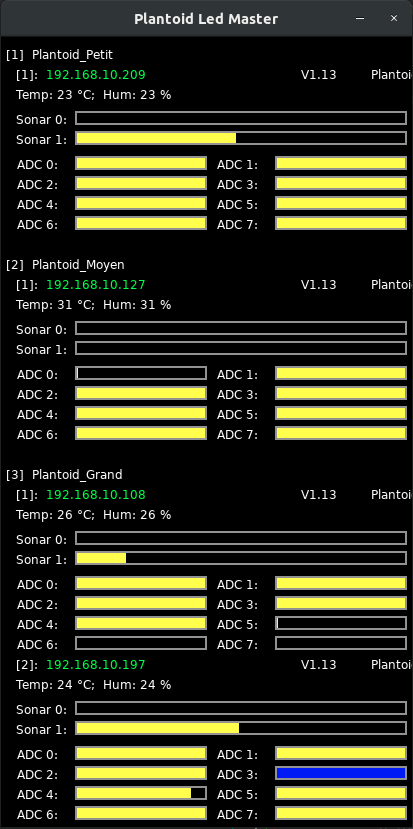 Plantoid Led Master
[1] Plantoid_Petit
[1]: 192.168.10.209 V1.13 Plantoi
Temp: 23 °C; Hum: 23 %
Sonar 0:
Sonar 1:
ADC 0: ADC 1:
ADC 2: ADC 3:
ADC 4: ADC 5:
ADC 6: ADC 7:
[2] Plantoid_Moyen
[1]: 192.168.10.127 V1.13 Plantoi
Temp: 31 °C; Hum: 31 %
Sonar 0:
Sonar 1:
ADC 0: ADC 1:
ADC 2: ADC 3:
ADC 4: ADC 5:
ADC 6: ADC 7:
[3] Plantoid_Grand
[1]: 192.168.10.108 V1.13 Plantoi
Temp: 26 °C; Hum: 26 %
Sonar 0:
Sonar 1:
ADC 0: ADC 1:
ADC 2: ADC 3:
ADC 4: ADC 5:
ADC 6: ADC 7:
[2]: 192.168.10.197 V1.13 Plantoi
Temp: 24 °C; Hum: 24 %
Sonar 0:
Sonar 1:
ADC 0: ADC 1:
ADC 2: ADC 3:
ADC 4: ADC 5:
ADC 6: ADC 7: